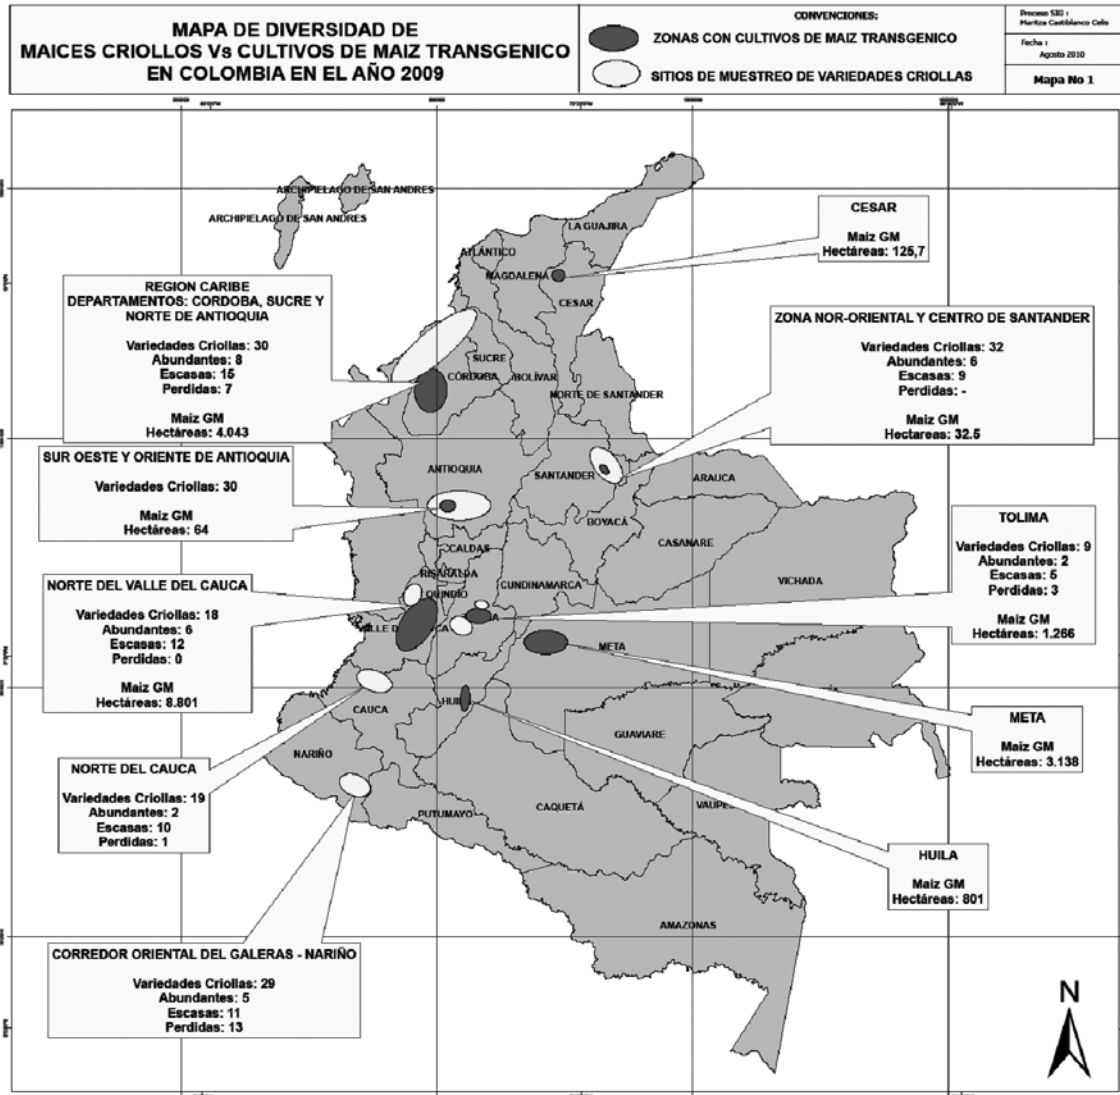 MAPA DE DIVERSIDAD DE
MAICES CRIOLLOS Vs CULTIVOS DE MAIZ TRANSGENICO
EN COLOMBIA EN EL AÑO 2009
CONVENCIONES:
ZONAS CON CULTIVOS DE MAIZ TRANSGENICO
SITIOS DE MUESTREO DE VARIEDADES CRIOLLAS
Proceso SIG :
Maritza Castiblanco Celis
Fecha :
Agosto 2010
Mapa No 1
ARCHIPIELAGO DE SAN ANDRES
ARCHIPIELAGO DE SAN ANDRES
LA GUAJIRA
ATLÁNTICO
MAGDALENA
CESAR
SUCRE
CÓRDOBA
BOLÍVAR
NORTE DE SANTANDER
ANTIOQUIA
SANTANDER
ARAUCA
BOYACÁ
CASANARE
CALDAS
RISARALDA
CUNDINAMARCA
VICHADA
QUINDIO
META
CAUCA
GUAVIARE
NARIÑO
CAQUETÁ
PUTUMAYO
AMAZONAS
CESAR
Maiz GM
Hectáreas: 125,7
REGION CARIBE
DEPARTAMENTOS: CORDOBA, SUCRE Y
NORTE DE ANTIOQUIA
Variedades Criollas: 30
Abundantes: 8
Escasas: 15
Perdidas: 7
Maiz GM
Hectáreas: 4.043
ZONA NOR-ORIENTAL Y CENTRO DE SANTANDER
Variedades Criollas: 32
Abundantes: 6
Escasas: 9
Perdidas: -
Maiz GM
Hectareas: 32.5
SUR OESTE Y ORIENTE DE ANTIOQUIA
Variedades Criollas: 30
Maiz GM
Hectáreas: 64
TOLIMA
Variedades Criollas: 9
Abundantes: 2
Escasas: 5
Perdidas: 3
Maiz GM
Hectáreas: 1.266
NORTE DEL VALLE DEL CAUCA
Variedades Criollas: 18
Abundantes: 6
Escasas: 12
Perdidas: 0
Maiz GM
Hectáreas: 8.801
META
Maiz GM
Hectáreas: 3.138
NORTE DEL CAUCA
Variedades Criollas: 19
Abundantes: 2
Escasas: 10
Perdidas: 1
HUILA
Maiz GM
Hectáreas: 801
CORREDOR ORIENTAL DEL GALERAS - NARIÑO
Variedades Criollas: 29
Abundantes: 5
Escasas: 11
Perdidas: 13
N